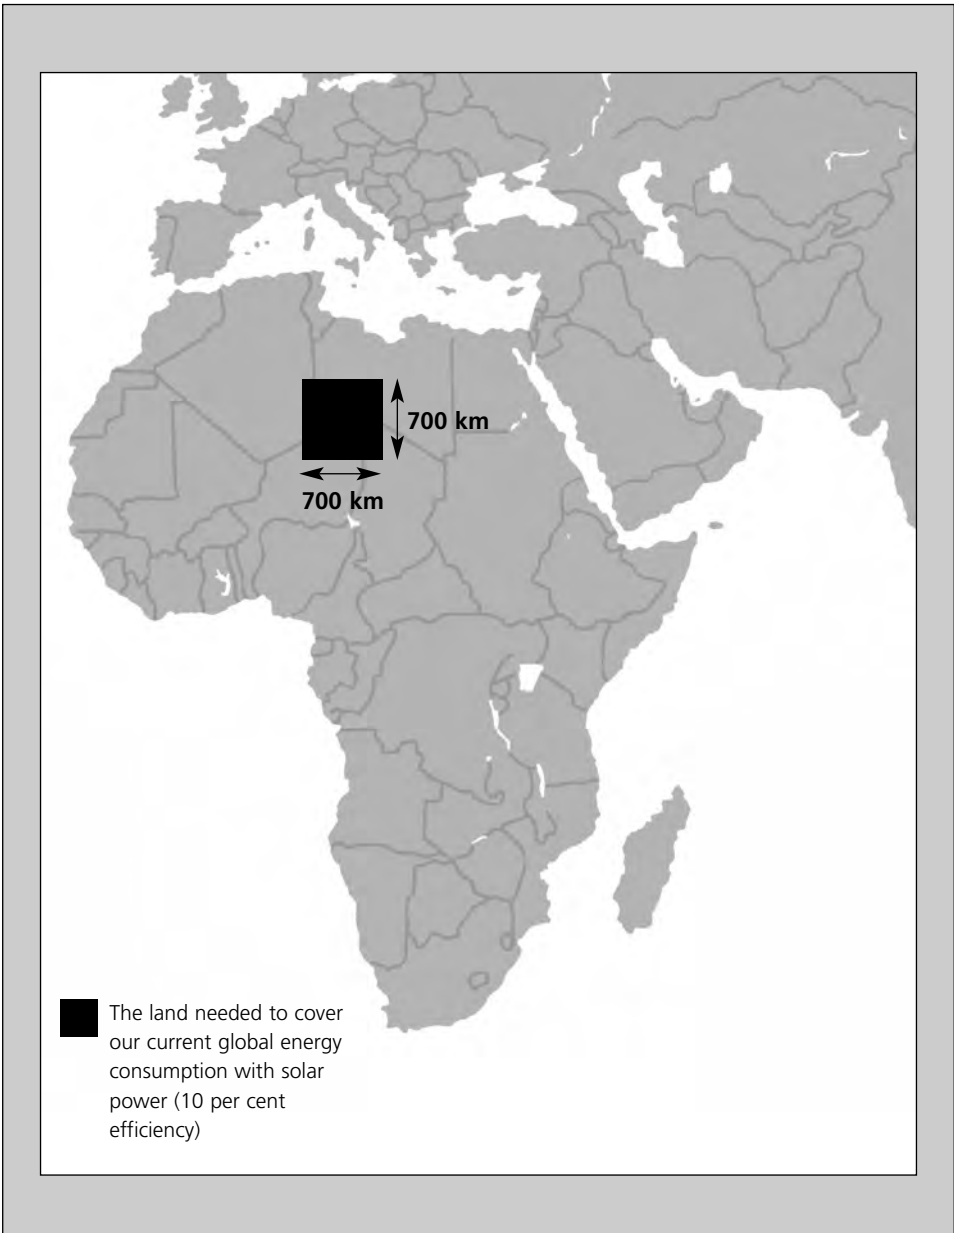 700 km
700 km
The land needed to cover
our current global energy
consumption with solar
power (10 per cent
efficiency)